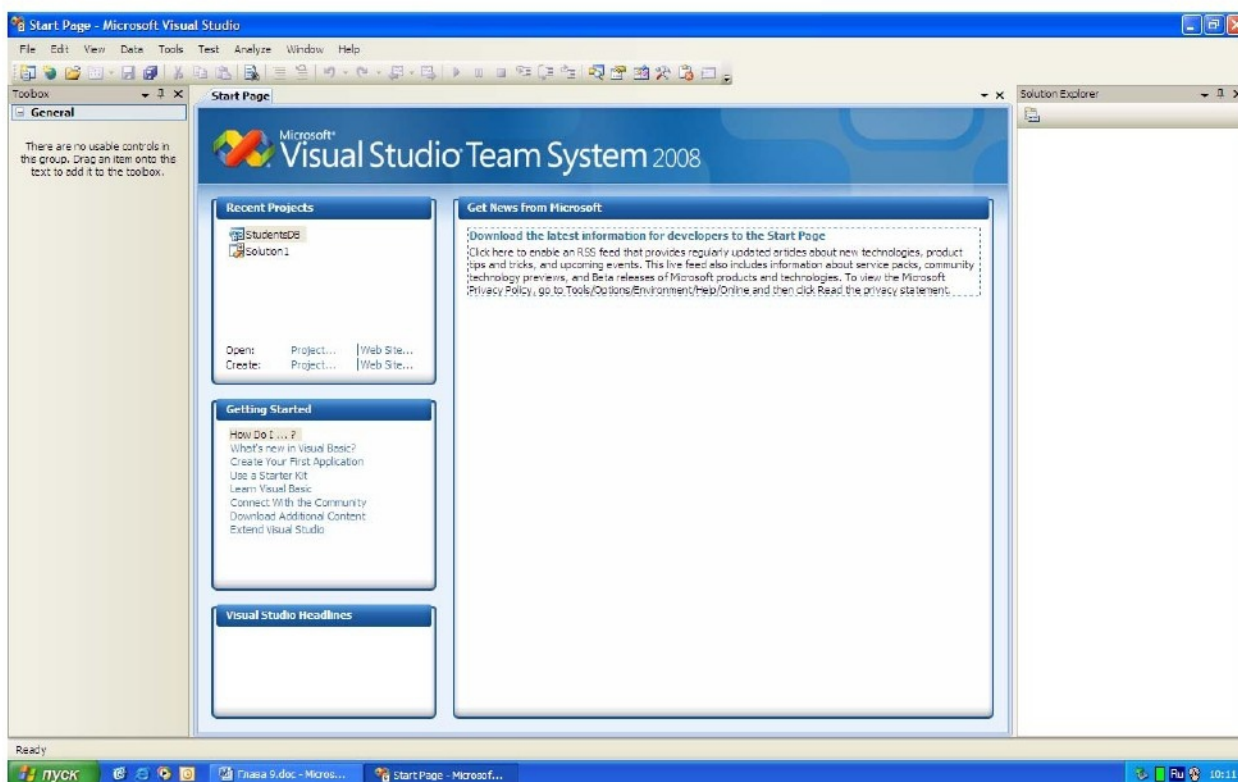 Start Page - Microsoft Visual Studio
File Edit View Data Tools Test Analyze Window Help
Toolbox
General
There are no usable controls in
this group. Drag an item onto this
text to add it to the toolbox.
Start Page
Microsoft
Visual Studio Team System 2008
Recent Projects
StudentsDB
Solution1
Open: Project... Web Site...
Create: Project... Web Site...
Getting Started
How Do I ... ?
What's new in Visual Basic?
Create Your First Application
Use a Starter Kit
Learn Visual Basic
Connect With the Community
Download Additional Content
Extend Visual Studio
Visual Studio Headlines
Get News from Microsoft
Download the latest information for developers to the Start Page
Click here to enable an RSS feed that provides regularly updated articles about new technologies, product
tips and tricks, and upcoming events. This live feed also includes information about service packs, community
technology previews, and Beta releases of Microsoft products and technologies. To view the Microsoft
Privacy Policy, go to Tools/Options/Environment/Help/Online and then click Read the privacy statement.
Solution Explorer
Ready
пуск
Глава 9.doc - Micros...
Start Page - Microsof...
Ru
10:11